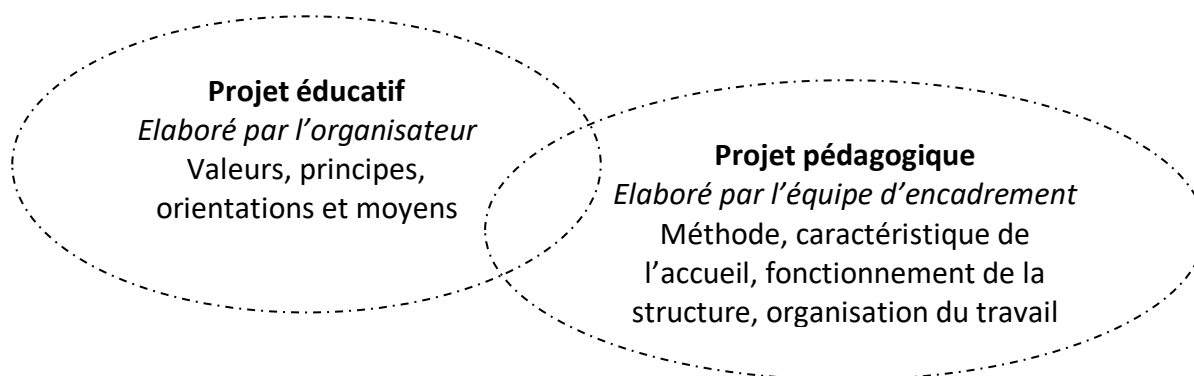 Projet éducatif
Elaboré par l'organisateur
Valeurs, principes,
orientations et moyens
Projet pédagogique
Elaboré par l'équipe d'encadrement
Méthode, caractéristique de
l'accueil, fonctionnement de la
structure, organisation du travail